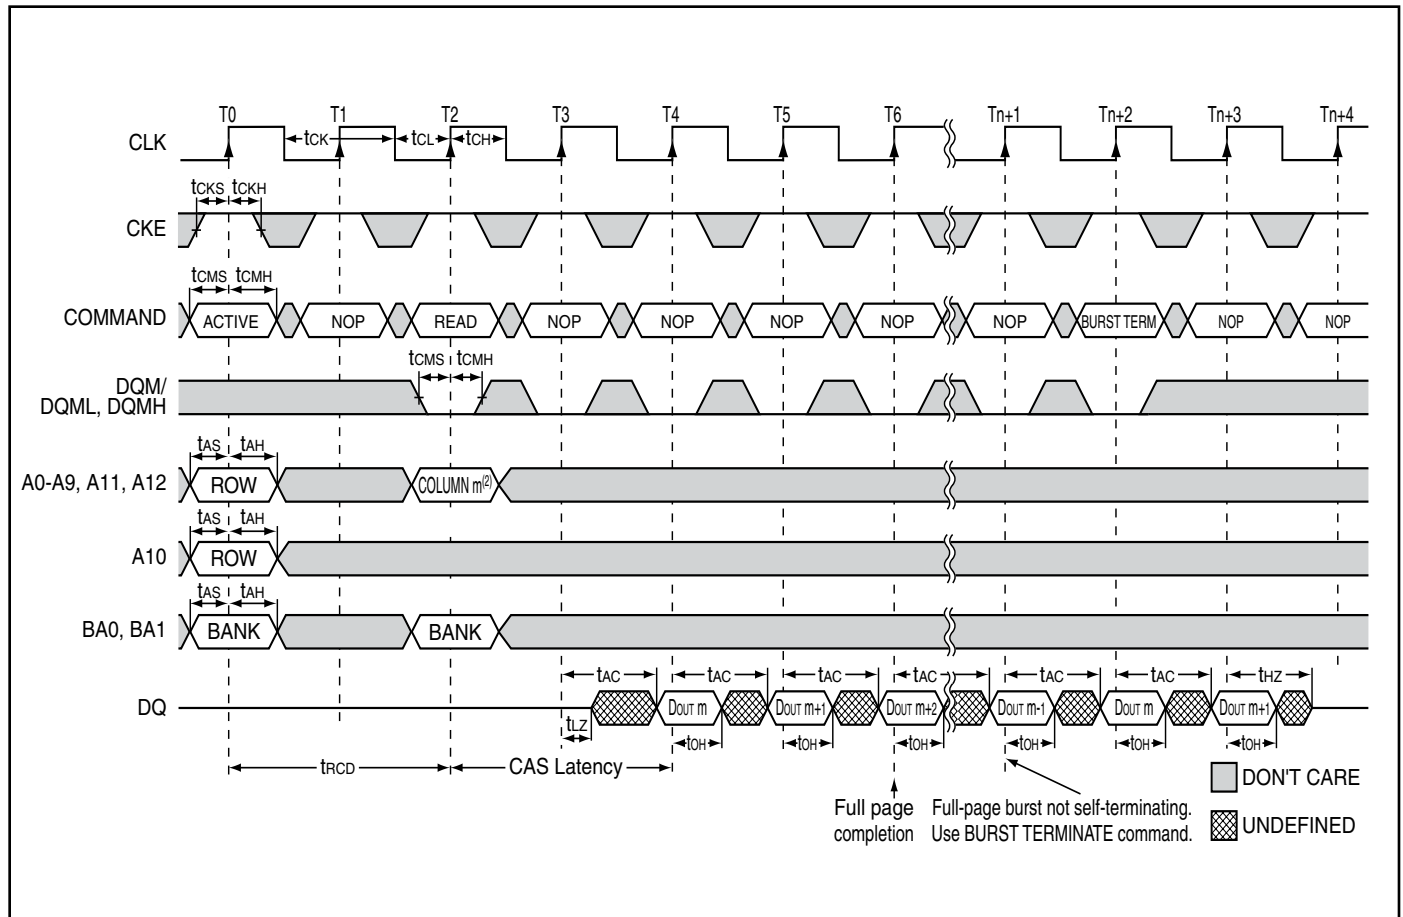 T0 T1 T2 T3 T4 T5 T6 Tn+1 Tn+2 Tn+3 Tn+4
CLK
tCK tCL tCH
tCKS tCKH
CKE
tCMS tCMH
COMMAND ACTIVE NOP READ NOP NOP NOP NOP NOP BURST TERM NOP NOP
tCMS tCMH
DQM/
DQML, DQMH
tAS tAH
A0-A9, A11, A12 ROW COLUMN m(2)
tAS tAH
A10 ROW
tAS tAH
BA0, BA1 BANK BANK
tAC tAC tAC tAC tAC tAC tHZ
DQ DOUT m DOUT m+1 DOUT m+2 DOUT m-1 DOUT m DOUT m+1
tLZ tOH tOH tOH tOH tOH tOH
tRCD CAS Latency
DON'T CARE
Full page
completion
Full-page burst not self-terminating.
Use BURST TERMINATE command.
UNDEFINED